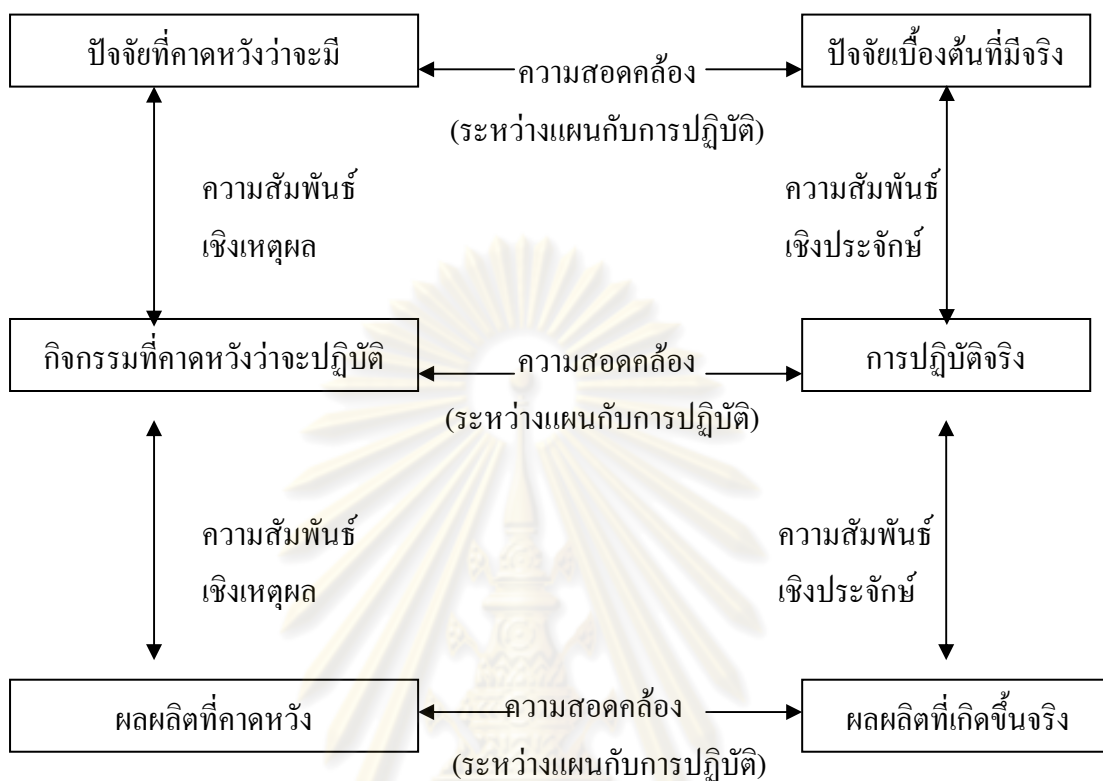 ปัจจัยที่คาดหวังว่าจะมี
ความสอดคล้อง
ปัจจัยเบื้องต้นที่มีจริง
(ระหว่างแผนกับการปฏิบัติ)
ความสัมพันธ์
เชิงเหตุผล
ความสัมพันธ์
เชิงประจักษ์
กิจกรรมที่คาดหวังว่าจะปฏิบัติ
ความสอดคล้อง
การปฏิบัติจริง
(ระหว่างแผนกับการปฏิบัติ)
ความสัมพันธ์
เชิงเหตุผล
ความสัมพันธ์
เชิงประจักษ์
ผลผลิตที่คาดหวัง
ความสอดคล้อง
ผลผลิตที่เกิดขึ้นจริง
(ระหว่างแผนกับการปฏิบัติ)